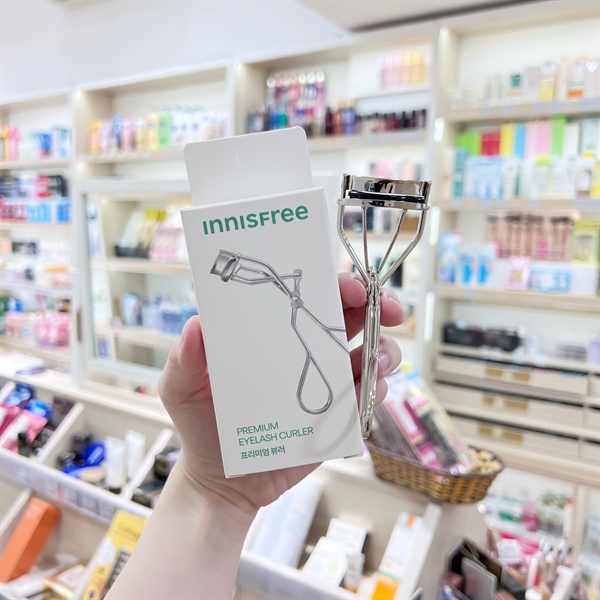 INNISFree
PREMIUM
EYELASH CURLER
프리미엄 뷰러